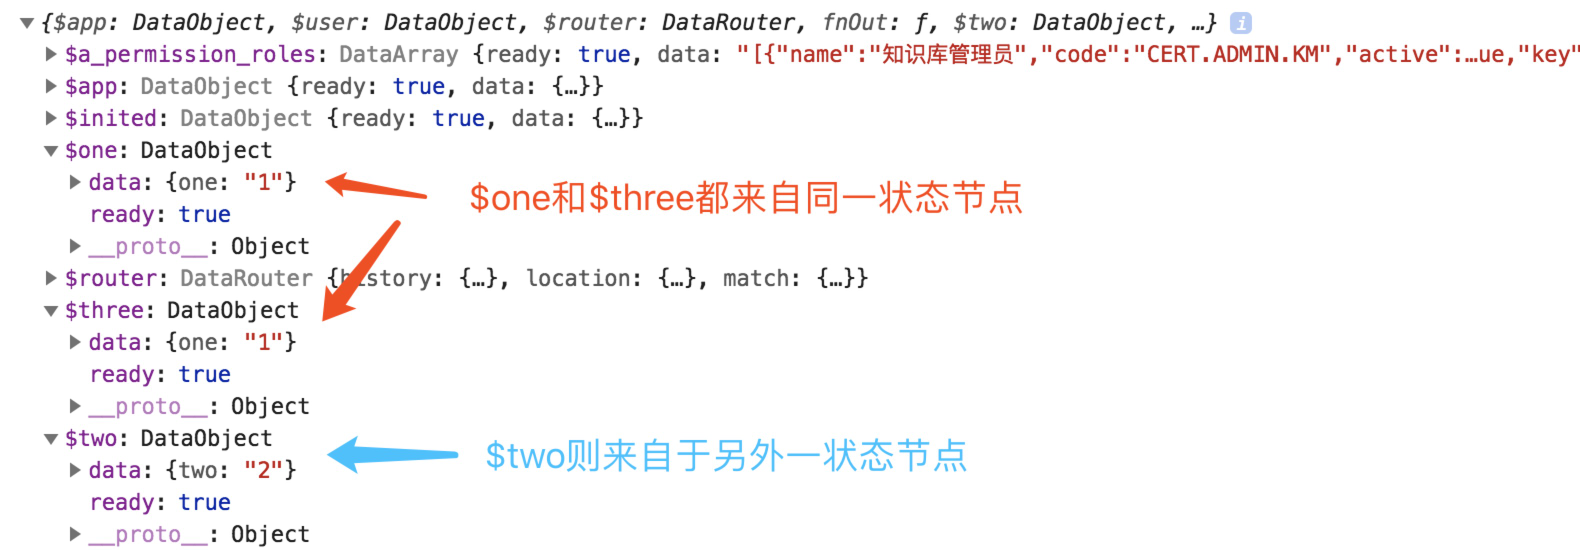 {$app: DataObject, $user: DataObject, $router: DataRouter, fnOut: ƒ, $two: DataObject, …} i
$a_permission_roles: DataArray {ready: true, data: "[{"name":"知识库管理员","code":"CERT.ADMIN.KM","active":…ue,"key"
$app: DataObject {ready: true, data: {…}}
$inited: DataObject {ready: true, data: {…}}
$one: DataObject
data: {one: "1"}
$one和$three都来自同一状态节点
ready: true
__proto__: Object
$router: DataRouter {history: {…}, location: {…}, match: {…}}
$three: DataObject
data: {one: "1"}
ready: true
__proto__: Object
$two: DataObject
$two则来自于另外一状态节点
data: {two: "2"}
ready: true
__proto__: Object